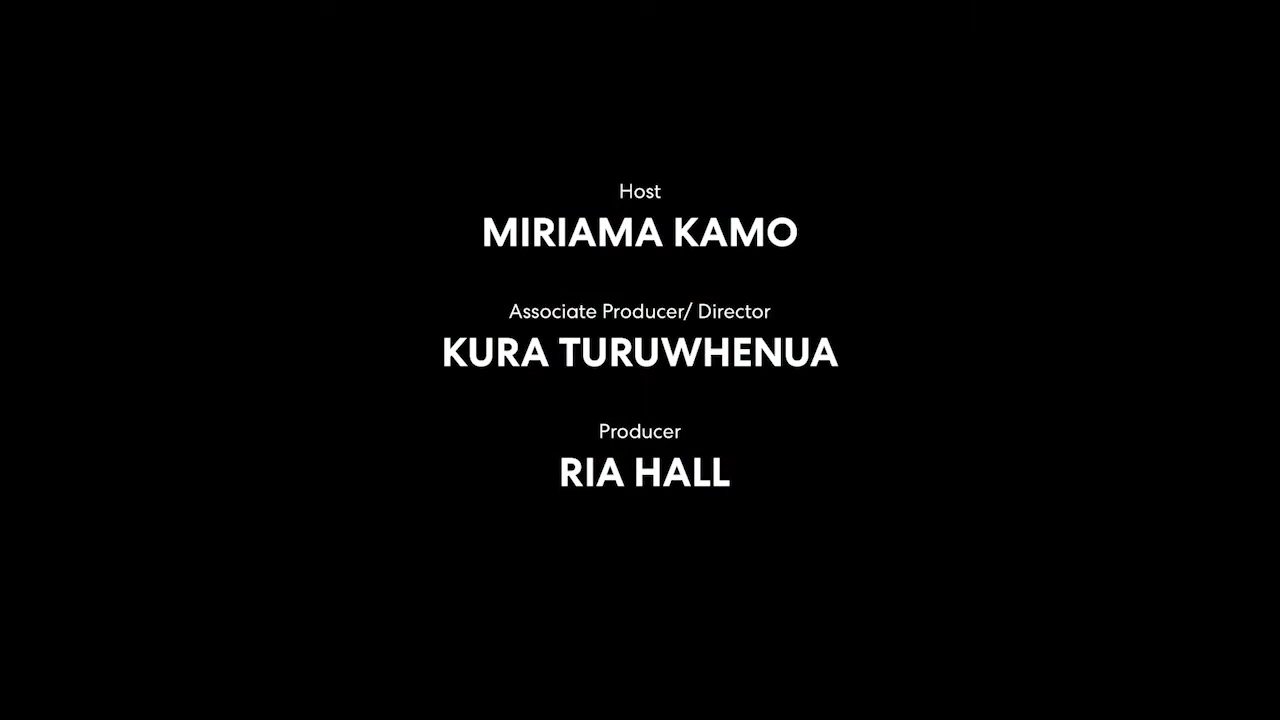 Host
MIRIAMA KAMO
Associate Producer/ Director
KURA TURUWHENUA
Producer
RIA HALL